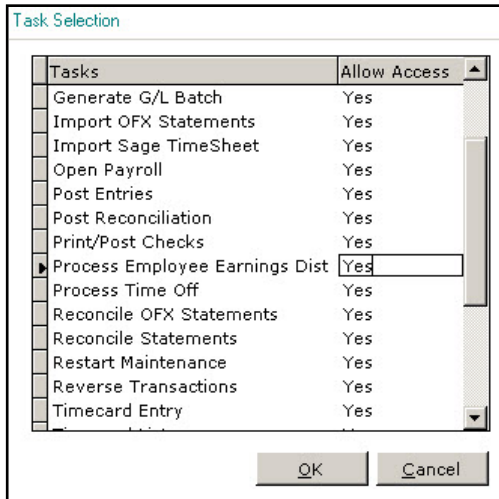 Task Selection
Tasks Allow Access
Generate G/L Batch Yes
Import OFX Statements Yes
Import Sage TimeSheet Yes
Open Payroll Yes
Post Entries Yes
Post Reconciliation Yes
Print/Post Checks Yes
Process Employee Earnings Dist Yes
Process Time Off Yes
Reconcile OFX Statements Yes
Reconcile Statements Yes
Restart Maintenance Yes
Reverse Transactions Yes
Timecard Entry Yes
OK Cancel